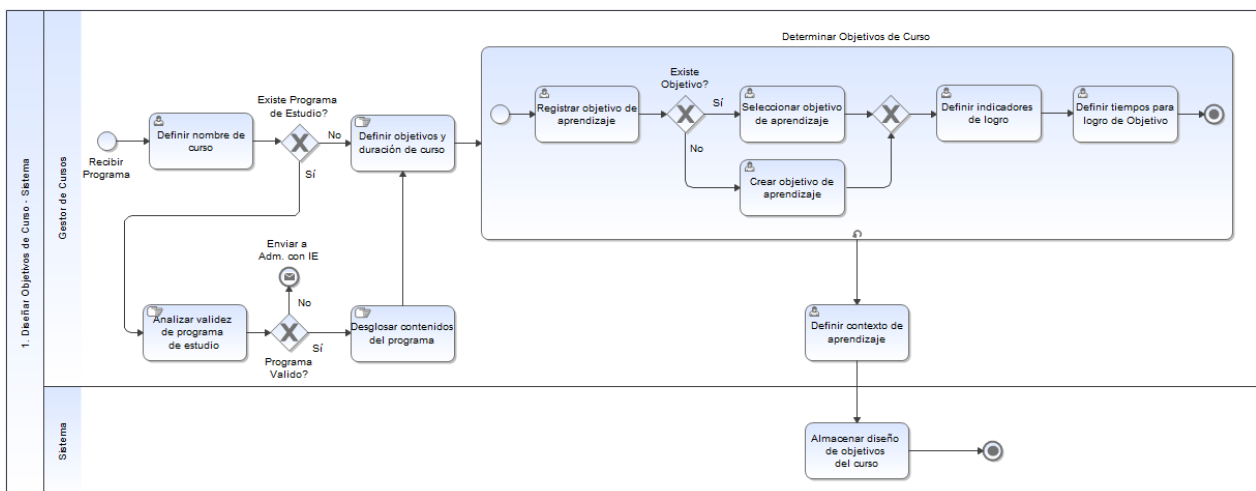 1. Diseñar Objetivos de Curso - Sistema
Gestor de Cursos
Recibir
Programa
Definir nombre de
curso
Existe Programa
de Estudio?
No
Sí
Definir objetivos y
duración de curso
Determinar Objetivos de Curso
Registrar objetivo de
aprendizaje
Existe
Objetivo?
Sí
No
Seleccionar objetivo
de aprendizaje
Crear objetivo de
aprendizaje
Definir indicadores
de logro
Definir tiempos para
logro de Objetivo
Analizar validez
de programa
de estudio
Enviar a
Adm. con IE
No
Sí
Programa
Valido?
Desglosar contenidos
del programa
Definir contexto de
aprendizaje
Sistema
Almacenar diseño
de objetivos
del curso